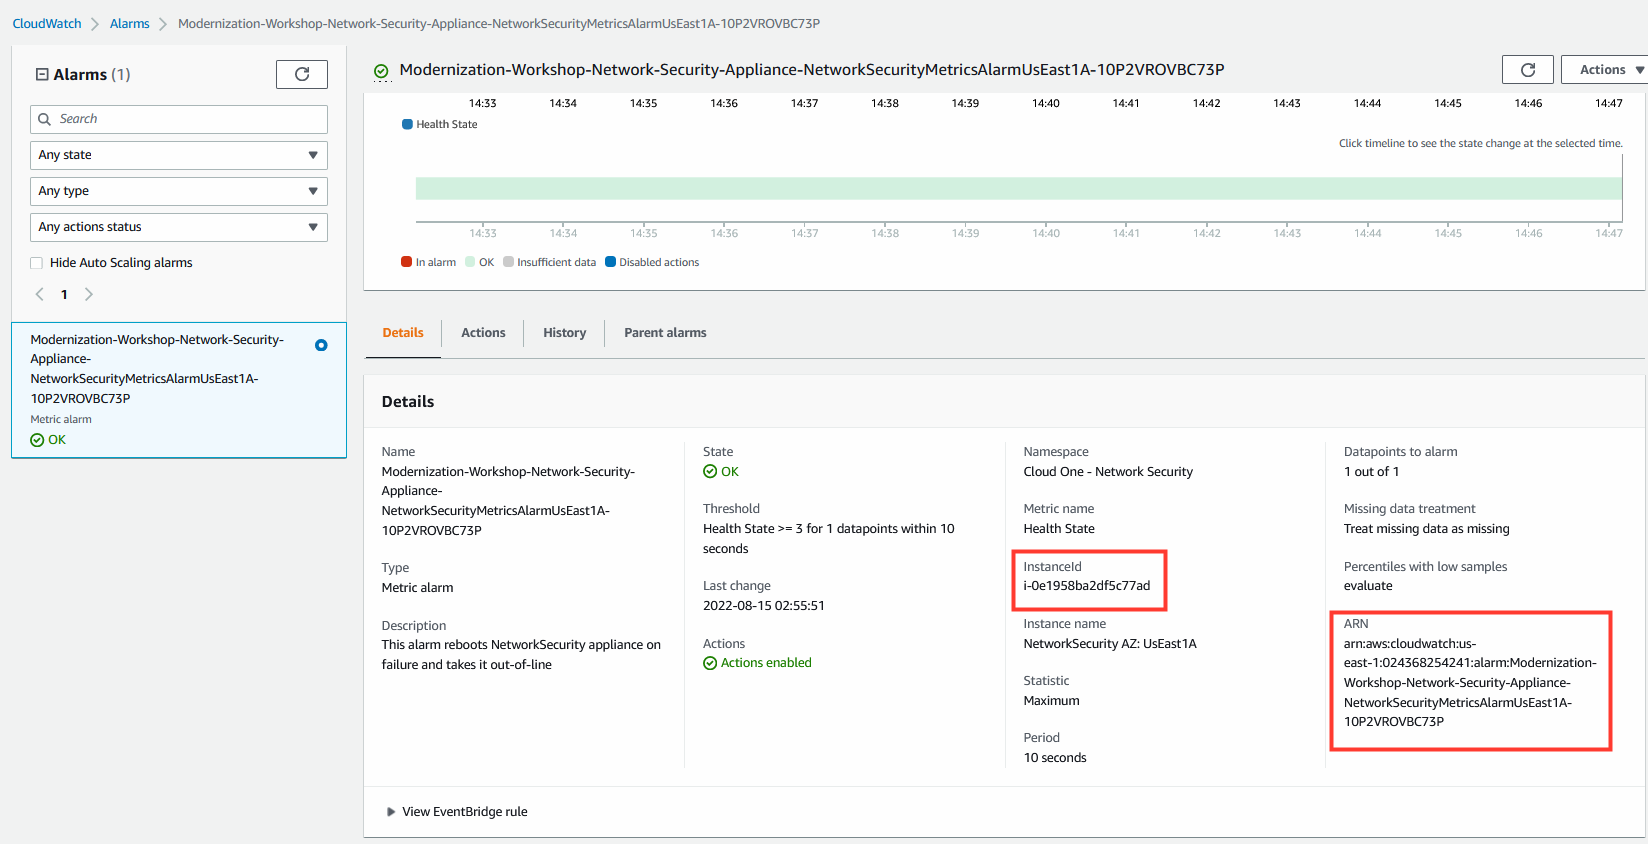 CloudWatch > Alarms > Modernization-Workshop-Network-Security-Appliance-NetworkSecurityMetricsAlarmUsEast1A-10P2VROVBC73P
Alarms (1)
Search
Any state
Any type
Any actions status
Hide Auto Scaling alarms
1
Modernization-Workshop-Network-Security-
Appliance-
NetworkSecurityMetricsAlarmUsEast1A-
10P2VROVBC73P
Metric alarm
OK
Modernization-Workshop-Network-Security-Appliance-NetworkSecurityMetricsAlarmUsEast1A-10P2VROVBC73P
Actions
14:33 14:34 14:35 14:36 14:37 14:38 14:39 14:40 14:41 14:42 14:43 14:44 14:45 14:46 14:47
Health State
Click timeline to see the state change at the selected time.
14:33 14:34 14:35 14:36 14:37 14:38 14:39 14:40 14:41 14:42 14:43 14:44 14:45 14:46 14:47
In alarm OK Insufficient data Disabled actions
Details Actions History Parent alarms
Details
Name
Modernization-Workshop-Network-Security-
Appliance-
NetworkSecurityMetricsAlarmUsEast1A-
10P2VROVBC73P
Type
Metric alarm
Description
This alarm reboots NetworkSecurity appliance on
failure and takes it out-of-line
State
OK
Threshold
Health State >= 3 for 1 datapoints within 10
seconds
Last change
2022-08-15 02:55:51
Actions
Actions enabled
Namespace
Cloud One - Network Security
Metric name
Health State
InstanceId
i-0e1958ba2df5c77ad
Instance name
NetworkSecurity AZ: UsEast1A
Statistic
Maximum
Period
10 seconds
Datapoints to alarm
1 out of 1
Missing data treatment
Treat missing data as missing
Percentiles with low samples
evaluate
ARN
arn:aws:cloudwatch:us-
east-1:024368254241:alarm:Modernization-
Workshop-Network-Security-Appliance-
NetworkSecurityMetricsAlarmUsEast1A-
10P2VROVBC73P
View EventBridge rule